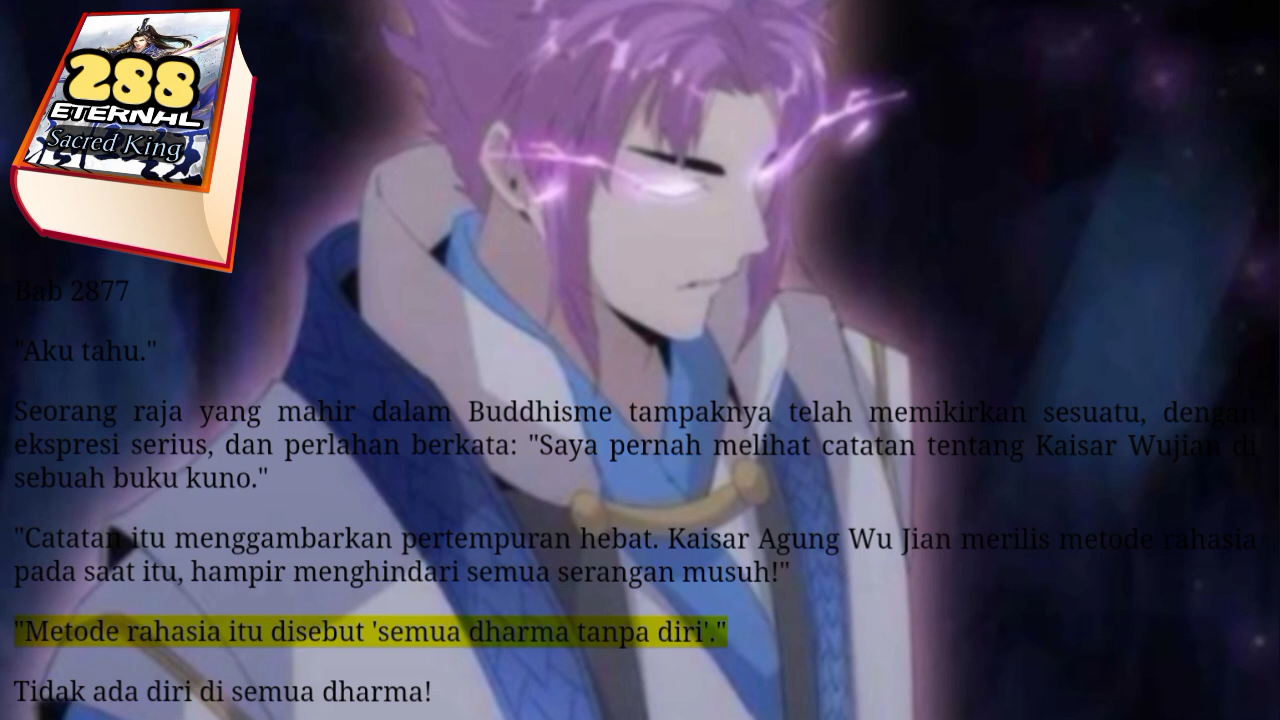 288
ETERNAL
Sacred King
Bab 2877
"Aku tahu."
Seorang raja yang mahir dalam Buddhisme tampaknya telah memikirkan sesuatu, dengan
ekspresi serius, dan perlahan berkata: "Saya pernah melihat catatan tentang Kaisar Wujian di
sebuah buku kuno."
"Catatan itu menggambarkan pertempuran hebat. Kaisar Agung Wu Jian merilis metode rahasia
pada saat itu, hampir menghindari semua serangan musuh!"
"Metode rahasia itu disebut 'semua dharma tanpa diri'."
Tidak ada diri di semua dharma!